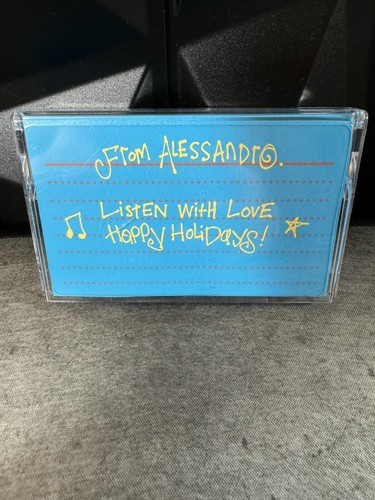 From ALESSANDRO.
LisTEN WiTH LOVE
HAppy HoLiDAys!